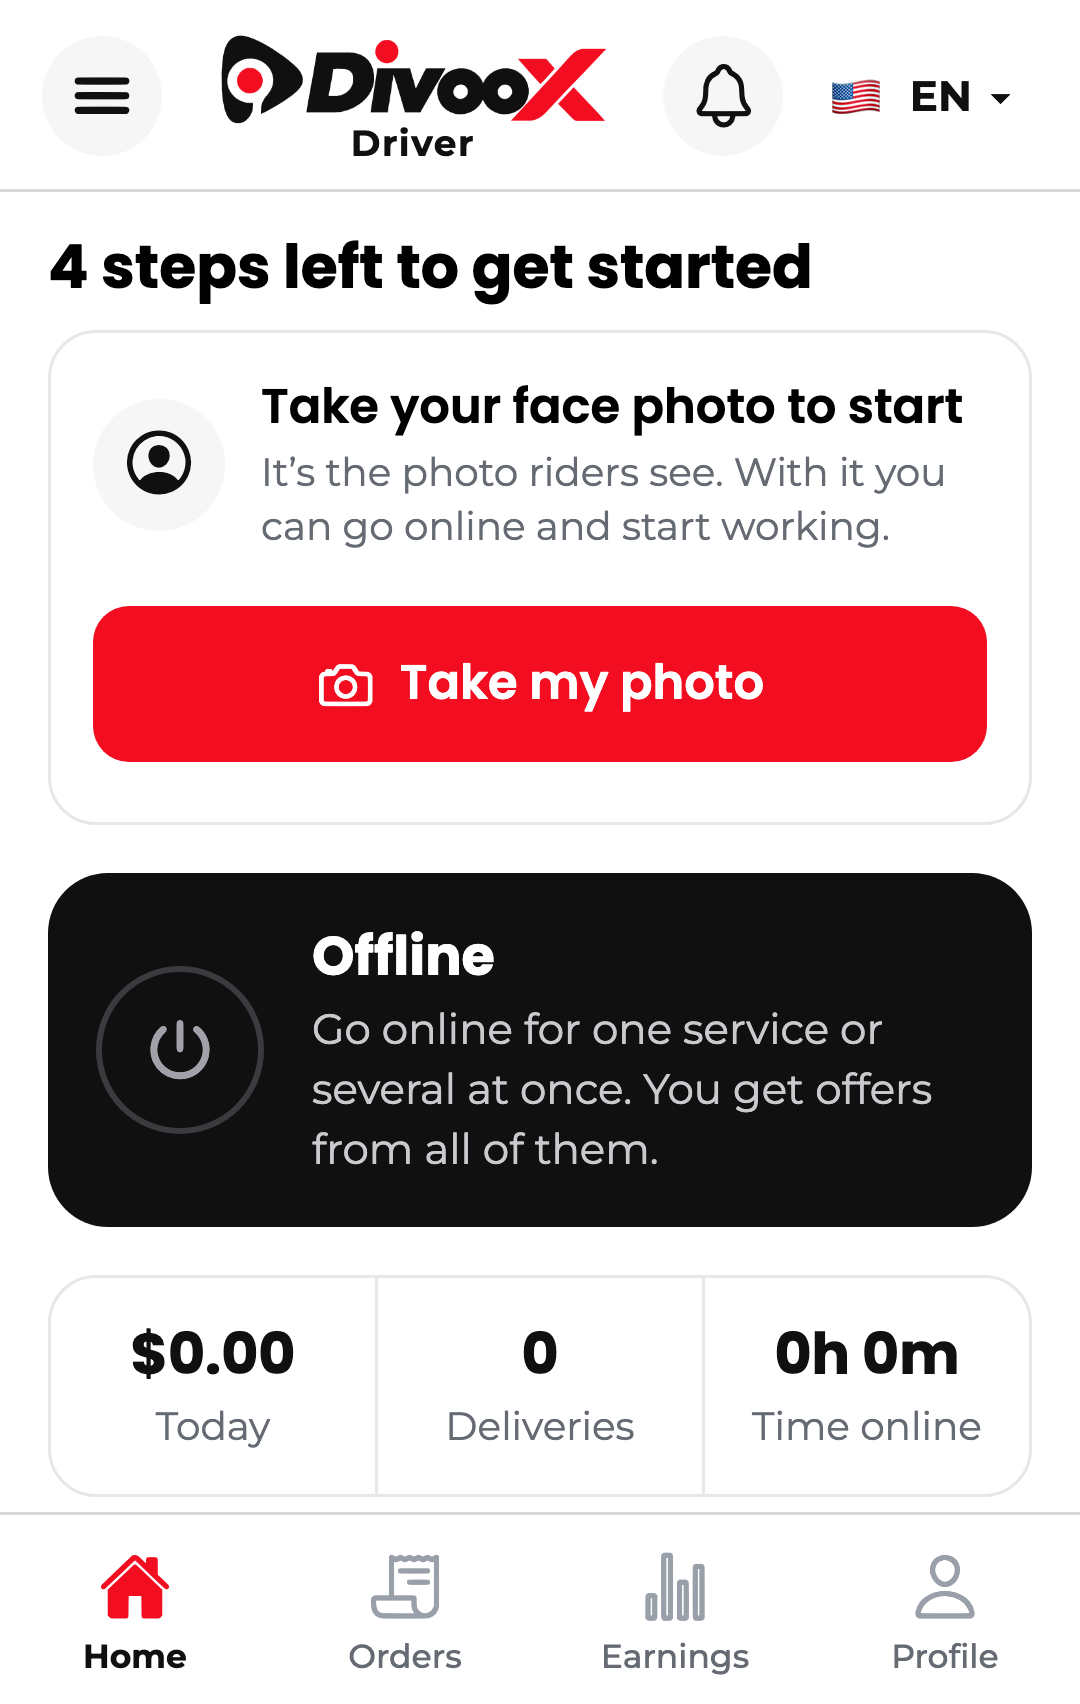 DivooX
Driver
EN
4 steps left to get started
Take your face photo to start
It’s the photo riders see. With it you
can go online and start working.
Take my photo
Offline
Go online for one service or
several at once. You get offers
from all of them.
$0.00
Today
0
Deliveries
0h 0m
Time online
Home
Orders
Earnings
Profile